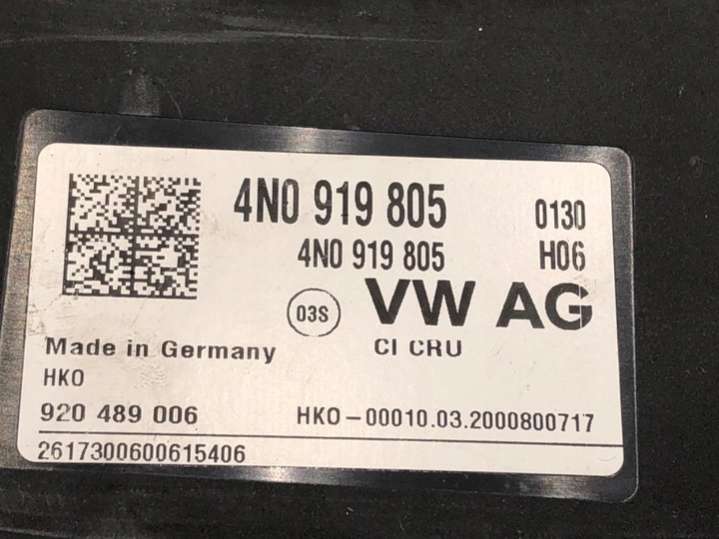 4N0 919 805 0130
4N0 919 805 H06
03S VW AG
Made in Germany CI CRU
HKO
920 489 006 HKO-00010.03.2000800717
2617300600615406